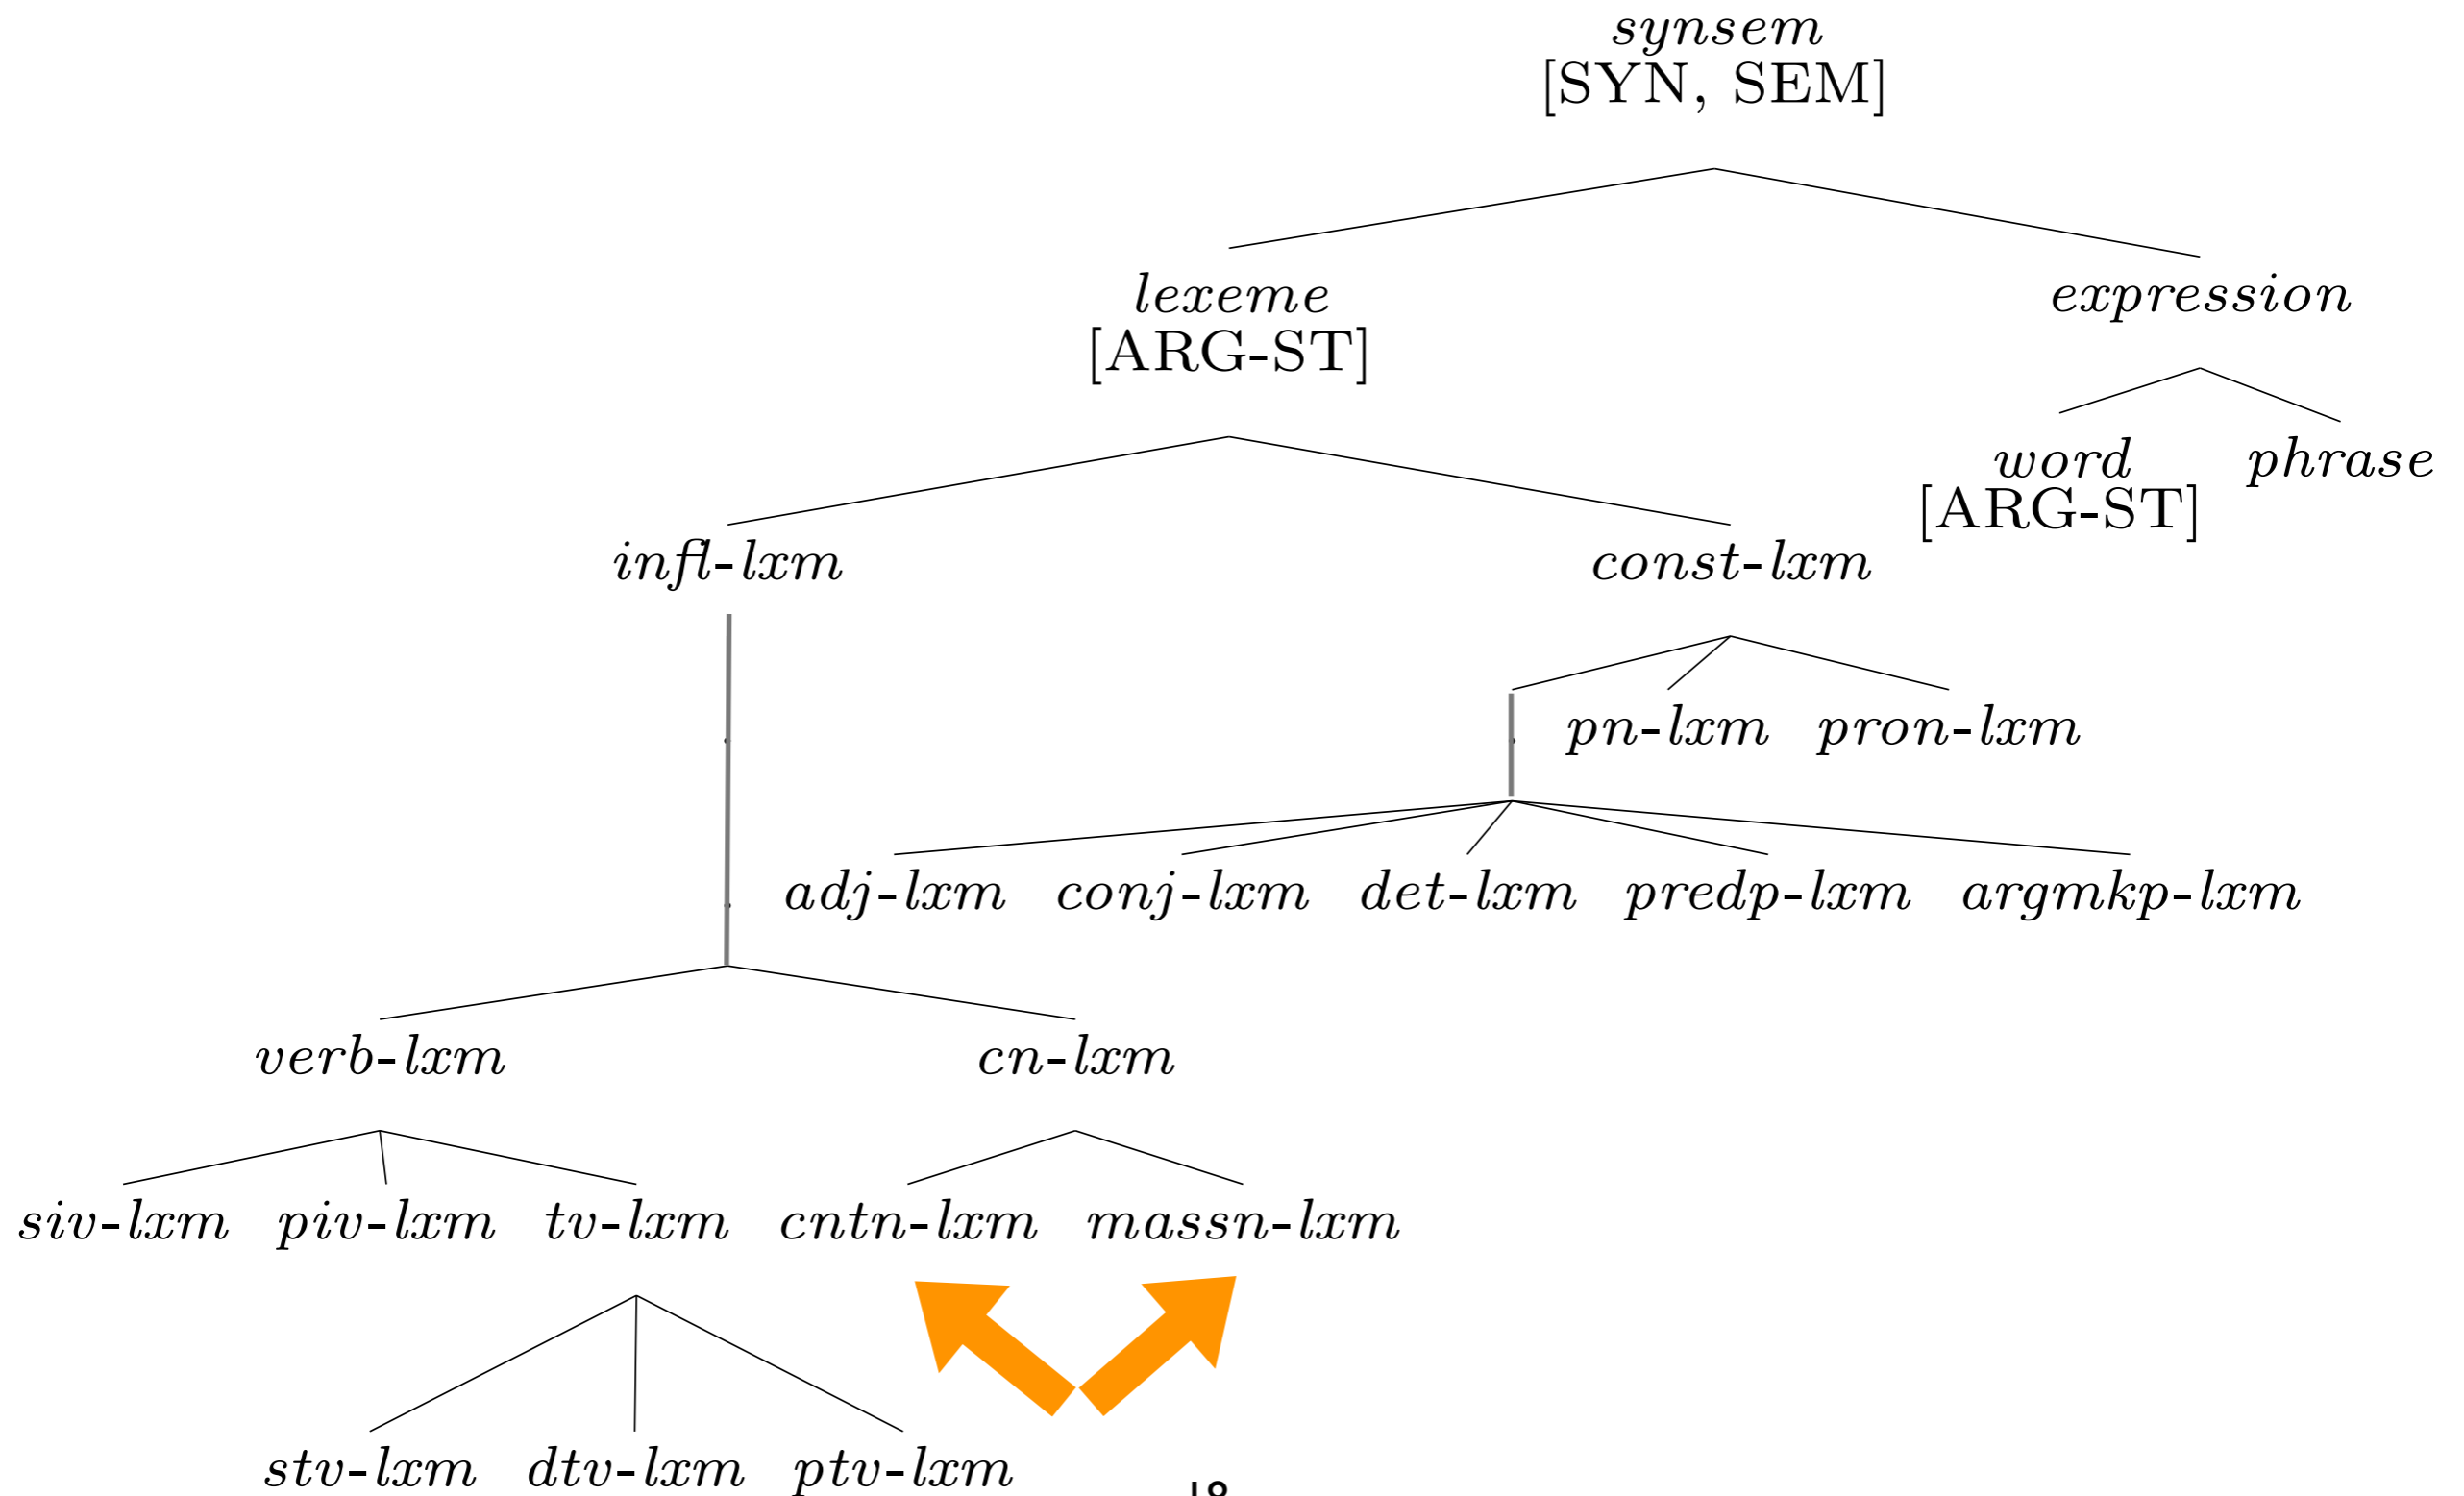 synsem
[SYN, SEM]
lexeme expression
[ARG-ST]
word phrase
[ARG-ST]
infl-lxm const-lxm
pn-lxm pron-lxm
adj-lxm conj-lxm det-lxm predp-lxm argmkp-lxm
verb-lxm cn-lxm
siv-lxm piv-lxm tv-lxm cntn-lxm massn-lxm
stv-lxm dtv-lxm ptv-lxm